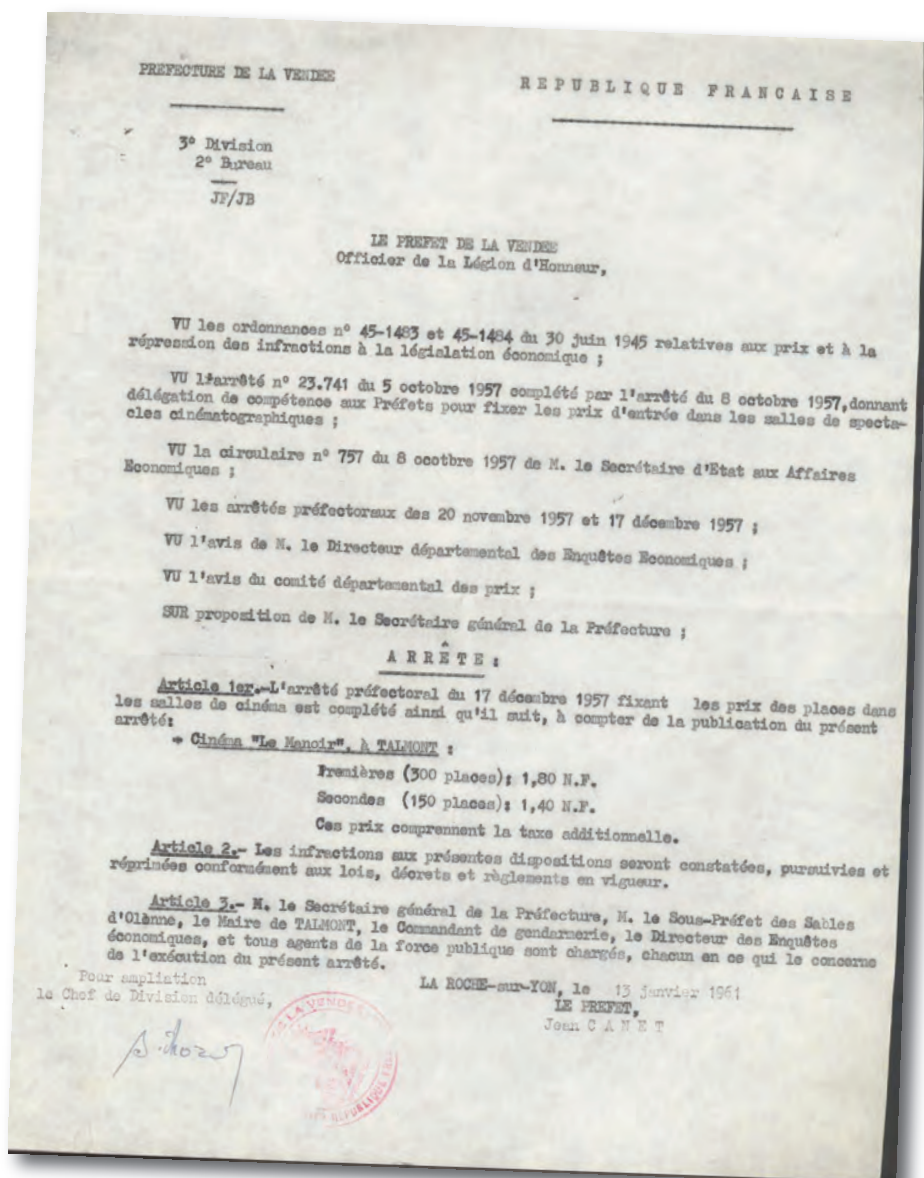 PREFECTURE DE LA VENDEE
REPUBLIQUE FRANCAISE
3° Division
2° Bureau
JF/JB
LE PREFET DE LA VENDEE
Officier de la Légion d'Honneur,
VU les ordonnances n° 45-1483 et 45-1484 du 30 juin 1945 relatives aux prix et à la
répression des infractions à la législation économique ;
VU l'arrêté n° 23.741 du 5 octobre 1957 complété par l'arrêté du 8 octobre 1957,donnant
délégation de compétence aux Préfets pour fixer les prix d'entrée dans les salles de specta-
cles cinématographiques ;
VU la circulaire n° 757 du 8 ocotbre 1957 de M. le Secrétaire d'Etat aux Affaires
Economiques ;
VU les arrêtés préfectoraux des 20 novembre 1957 et 17 décembre 1957 ;
VU l'avis de M. le Directeur départemental des Enquêtes Economiques ;
VU l'avis du comité départemental des prix ;
SUR proposition de M. le Secrétaire général de la Préfecture ;
ARRÊTE :
Article 1er.-L'arrêté préfectoral du 17 décembre 1957 fixant les prix des places dans
les salles de cinéma est complété ainsi qu'il suit, à compter de la publication du présent
arrêté:
- Cinéma "Le Manoir", à TALMONT :
Premières (300 places): 1,80 N.F.
Secondes (150 places): 1,40 N.F.
Ces prix comprennent la taxe additionnelle.
Article 2.- Les infractions aux présentes dispositions seront constatées, pursuivies et
réprimées conformément aux lois, décrets et règlements en vigueur.
Article 3.- M. le Secrétaire général de la Préfecture, M. le Sous-Préfet des Sables
d'Olonne, le Maire de TALMONT, le Commandant de gendarmerie, le Directeur des Enquêtes
économiques, et tous agents de la force publique sont chargés, chacun en ce qui le concerne
de l'exécution du présent arrêté.
Pour ampliation
le Chef de Division délégué,
LA ROCHE-sur-YON, le 13 janvier 1961
LE PREFET,
Jean CANET
LA VENDEE
REPUBLIQUE